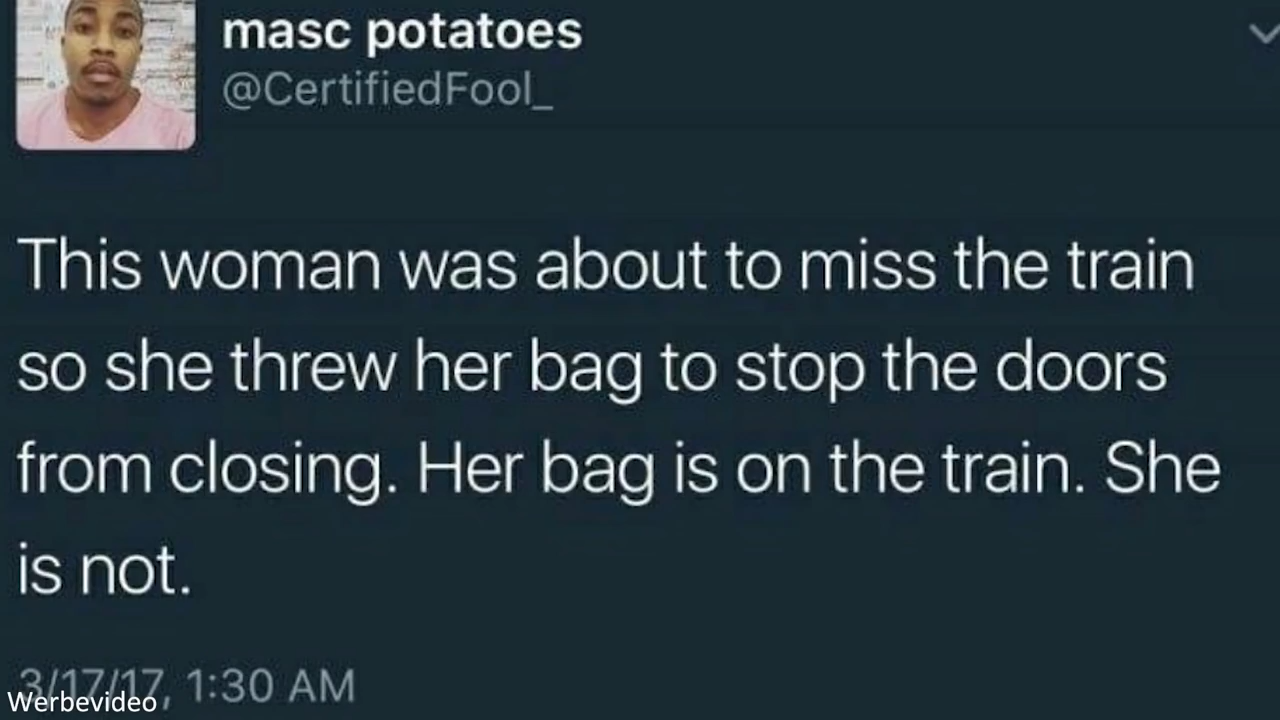 masc potatoes
@CertifiedFool_
This woman was about to miss the train
so she threw her bag to stop the doors
from closing. Her bag is on the train. She
is not.
3/17/17, 1:30 AM
Werbevideo